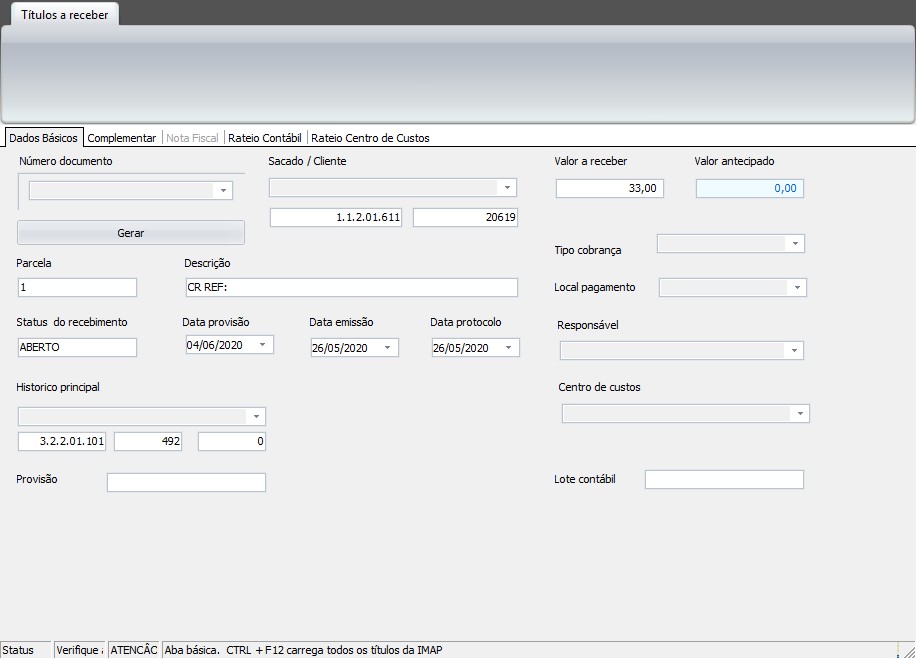 Títulos a receber
Dados Básicos Complementar Nota Fiscal Rateio Contábil Rateio Centro de Custos
Número documento Sacado / Cliente Valor a receber Valor antecipado
33,00 0,00
1.1.2.01.611 20619
Gerar
Tipo cobrança
Parcela Descrição
1 CR REF: Local pagamento
Status do recebimento Data provisão Data emissão Data protocolo Responsável
ABERTO 04/06/2020 26/05/2020 26/05/2020
Historico principal Centro de custos
3.2.2.01.101 492 0
Provisão Lote contábil
Status Verifique ATENCÃO Aba básica. CTRL +F12 carrega todos os títulos da IMAP